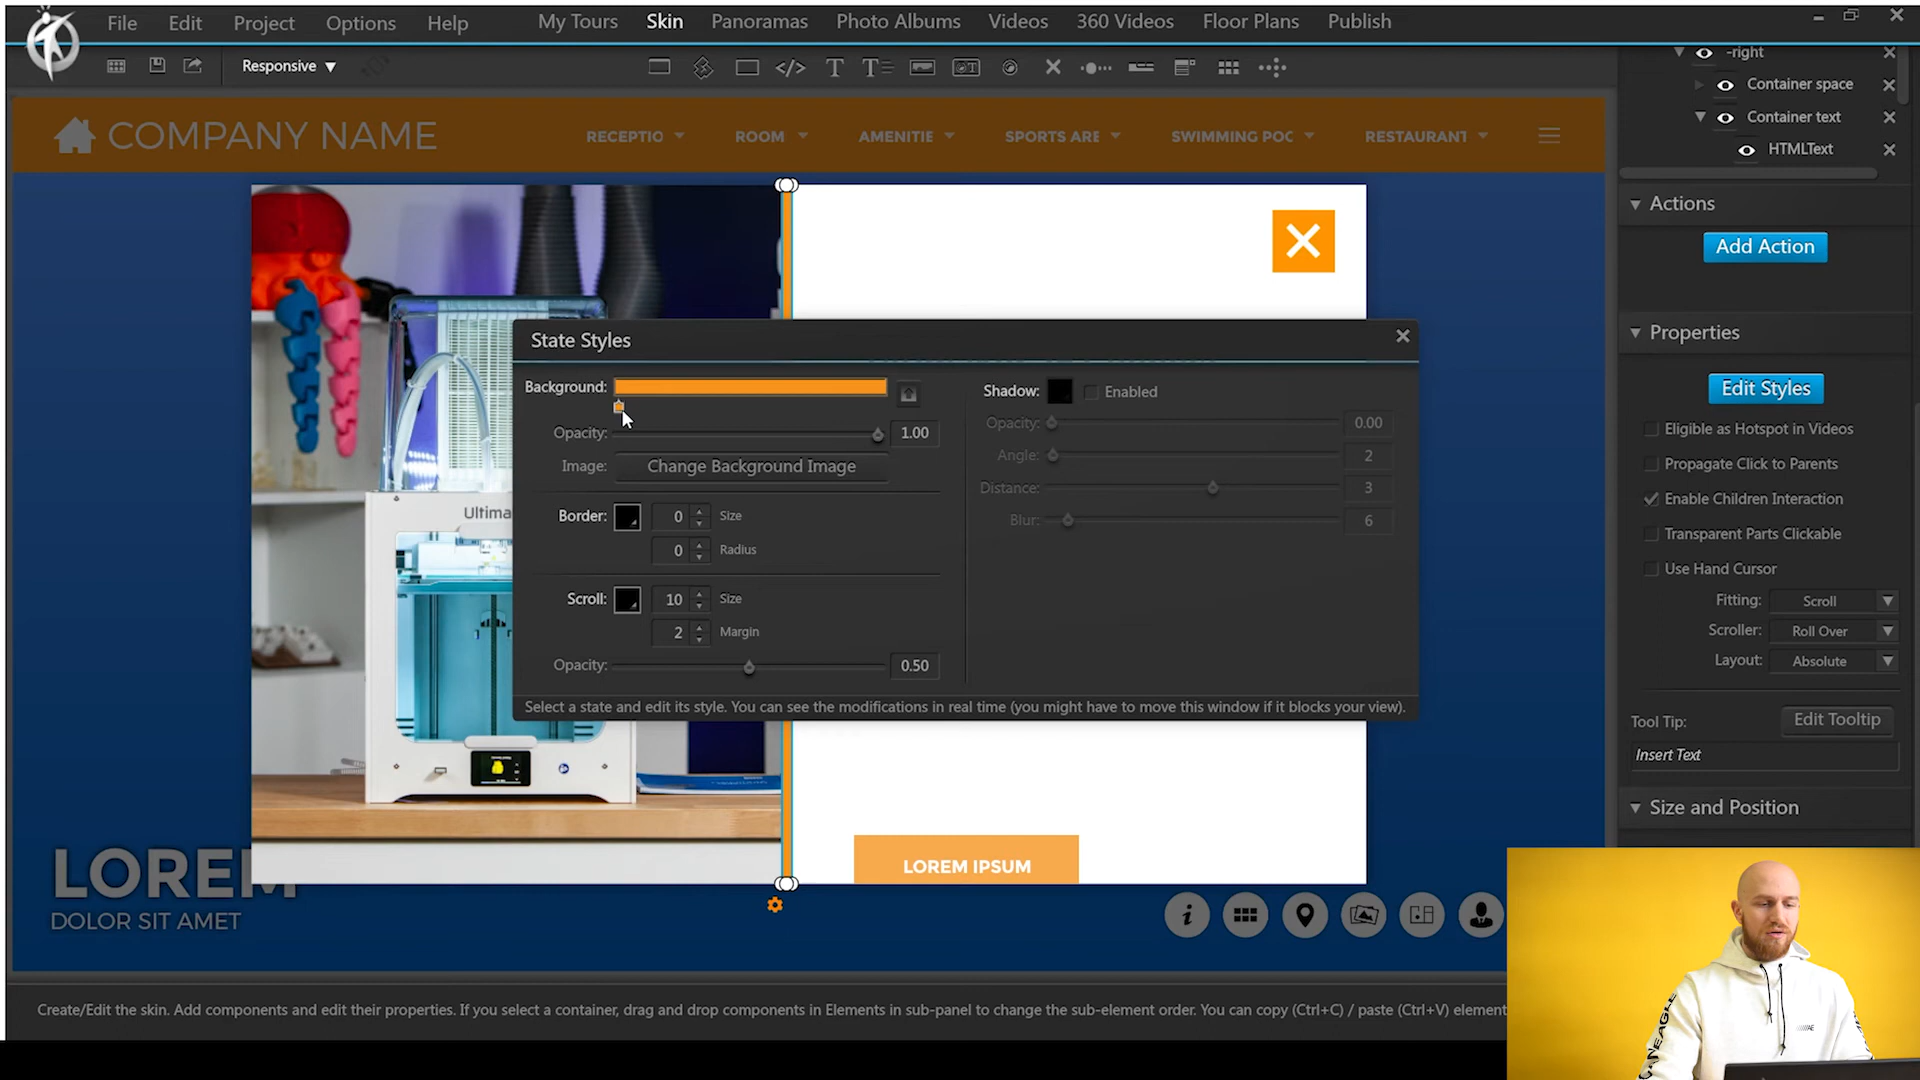 File Edit Project Options Help My Tours Skin Panoramas Photo Albums Videos 360 Videos Floor Plans Publish
Responsive ▼
-right
Container space
Container text
HTMLText
COMPANY NAME
RECEPTIO ROOM AMENITIE SPORTS ARE SWIMMING POC RESTAURANT
Actions
Add Action
Properties
Edit Styles
Eligible as Hotspot in Videos
Propagate Click to Parents
Enable Children Interaction
Transparent Parts Clickable
Use Hand Cursor
Fitting: Scroll
Scroller: Roll Over
Layout: Absolute
Tool Tip: Edit Tooltip
Insert Text
Size and Position
State Styles
Background:
Opacity: 1.00
Image: Change Background Image
Border: 0 Size
0 Radius
Scroll: 10 Size
2 Margin
Opacity: 0.50
Shadow: Enabled
Opacity: 0.00
Angle: 2
Distance: 3
Blur: 6
Select a state and edit its style. You can see the modifications in real time (you might have to move this window if it blocks your view).
Ultima
LOREM IPSUM
LOREM
DOLOR SIT AMET
Create/Edit the skin. Add components and edit their properties. If you select a container, drag and drop components in Elements in sub-panel to change the sub-element order. You can copy (Ctrl+C) / paste (Ctrl+V) element